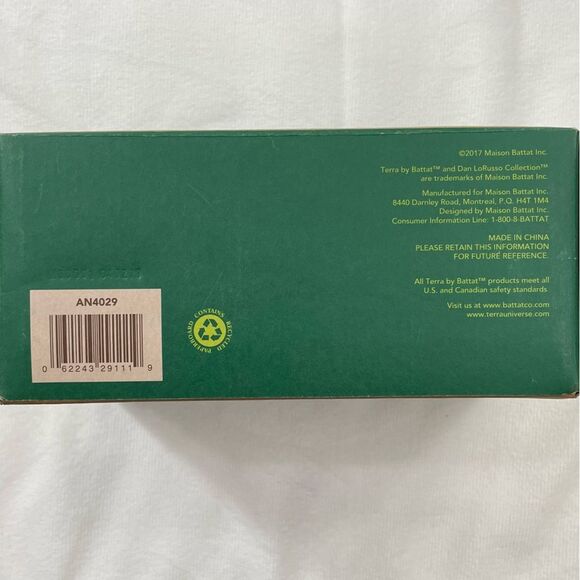 ©2017 Maison Battat Inc.
Terra by Battat™ and Dan LoRusso Collection™
are trademarks of Maison Battat Inc.
Manufactured for Maison Battat Inc.
8440 Darnley Road, Montreal, P.Q. H4T 1M4
Designed by Maison Battat Inc.
Consumer Information Line: 1-800-8-BATTAT
MADE IN CHINA
PLEASE RETAIN THIS INFORMATION
FOR FUTURE REFERENCE.
All Terra by Battat™ products meet all
U.S. and Canadian safety standards.
Visit us at www.battatco.com
www.terrauniverse.com
AN4029
0 62243 29111 9
CONTAINS RECYCLED PAPERBOARD